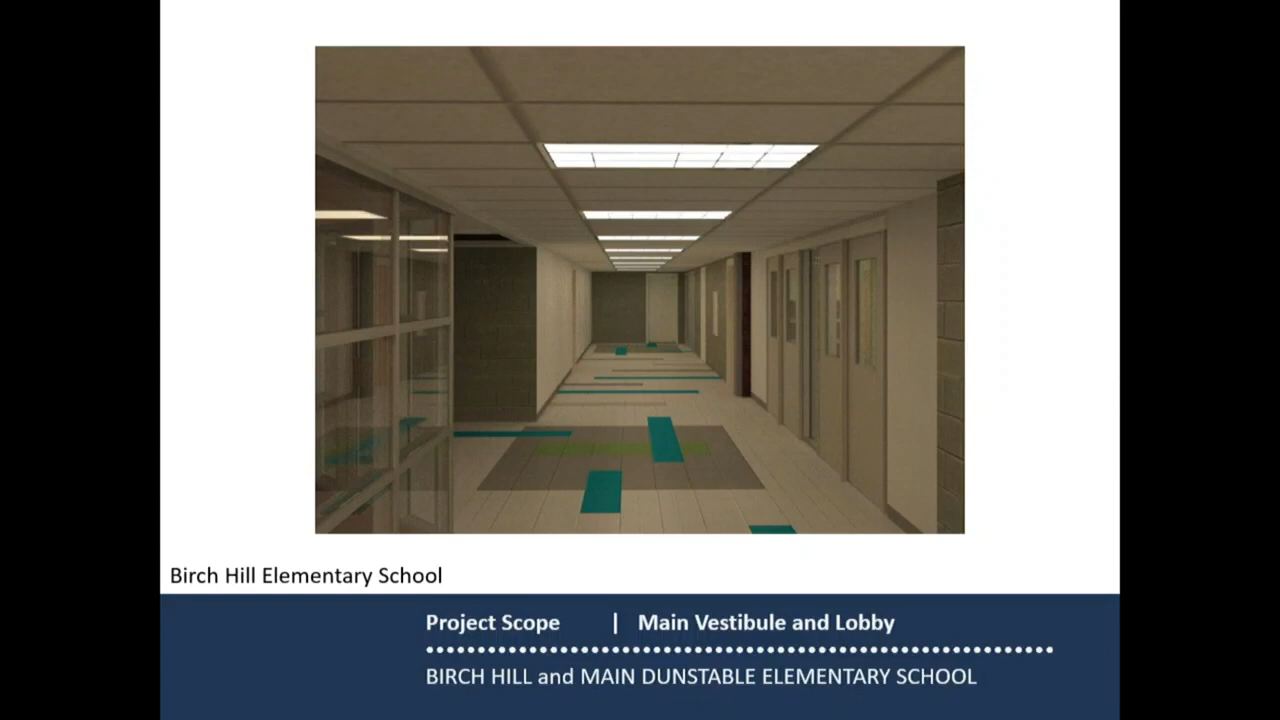 Birch Hill Elementary School
Project Scope | Main Vestibule and Lobby
BIRCH HILL and MAIN DUNSTABLE ELEMENTARY SCHOOL